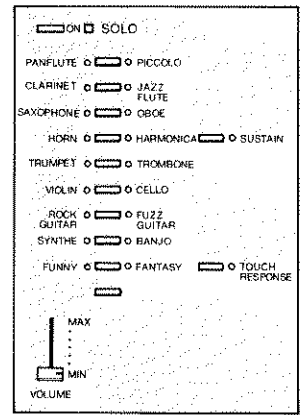 ON SOLO
PANFLUTE PICCOLO
CLARINET JAZZ FLUTE
SAXOPHONE OBOE
HORN HARMONICA SUSTAIN
TRUMPET TROMBONE
VIOLIN CELLO
ROCK GUITAR FUZZ GUITAR
SYNTHE BANJO
FUNNY FANTASY TOUCH RESPONSE
MAX
MIN
VOLUME